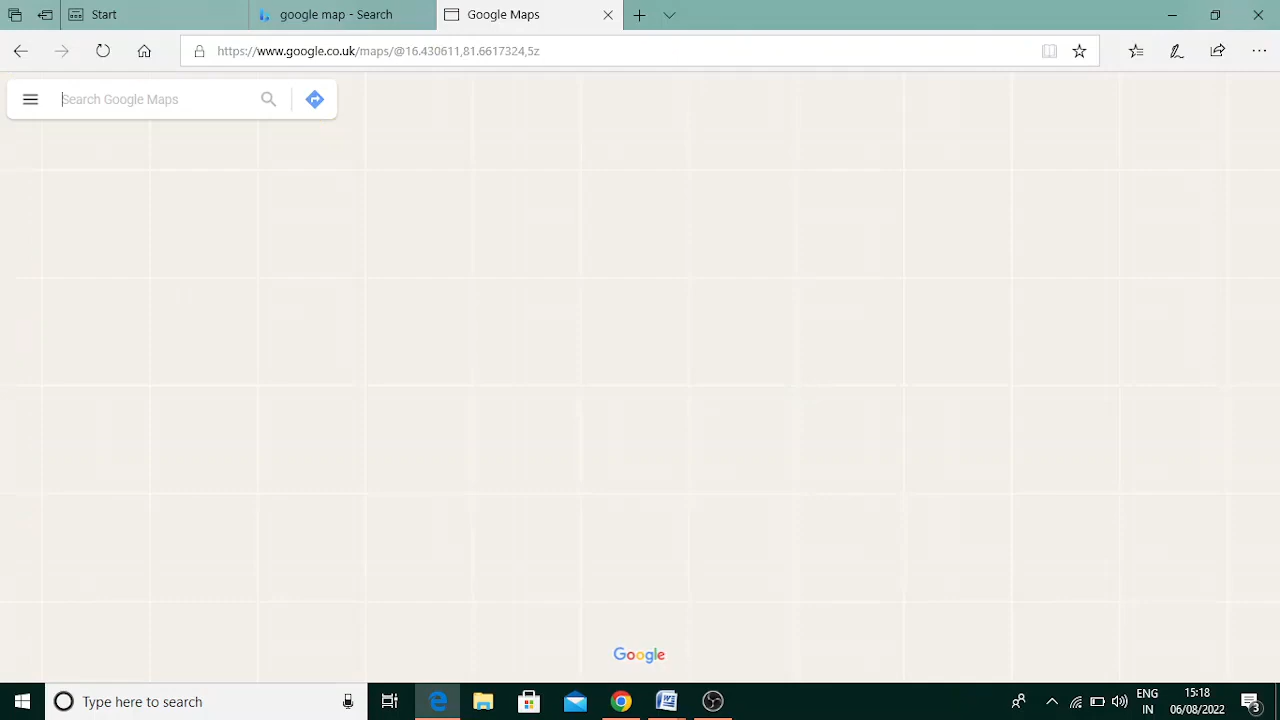 Start
google map - Search
Google Maps
https://www.google.co.uk/maps/@16.430611,81.6617324,5z
Search Google Maps
Google
Type here to search
ENG
IN
15:18
06/08/2022
3